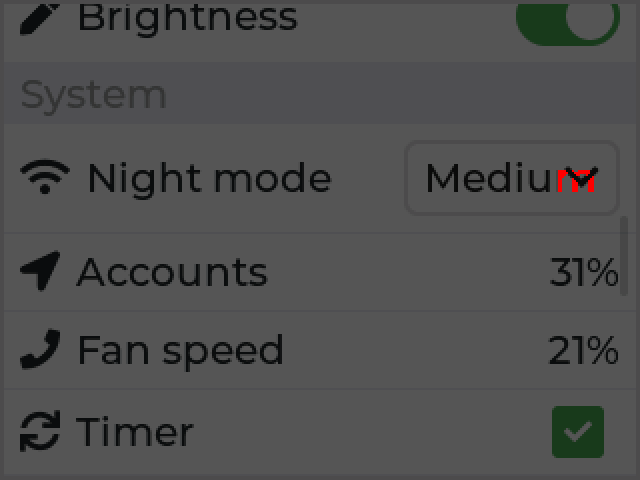 Brightness
System
Night mode Medium
Accounts 31%
Fan speed 21%
Timer